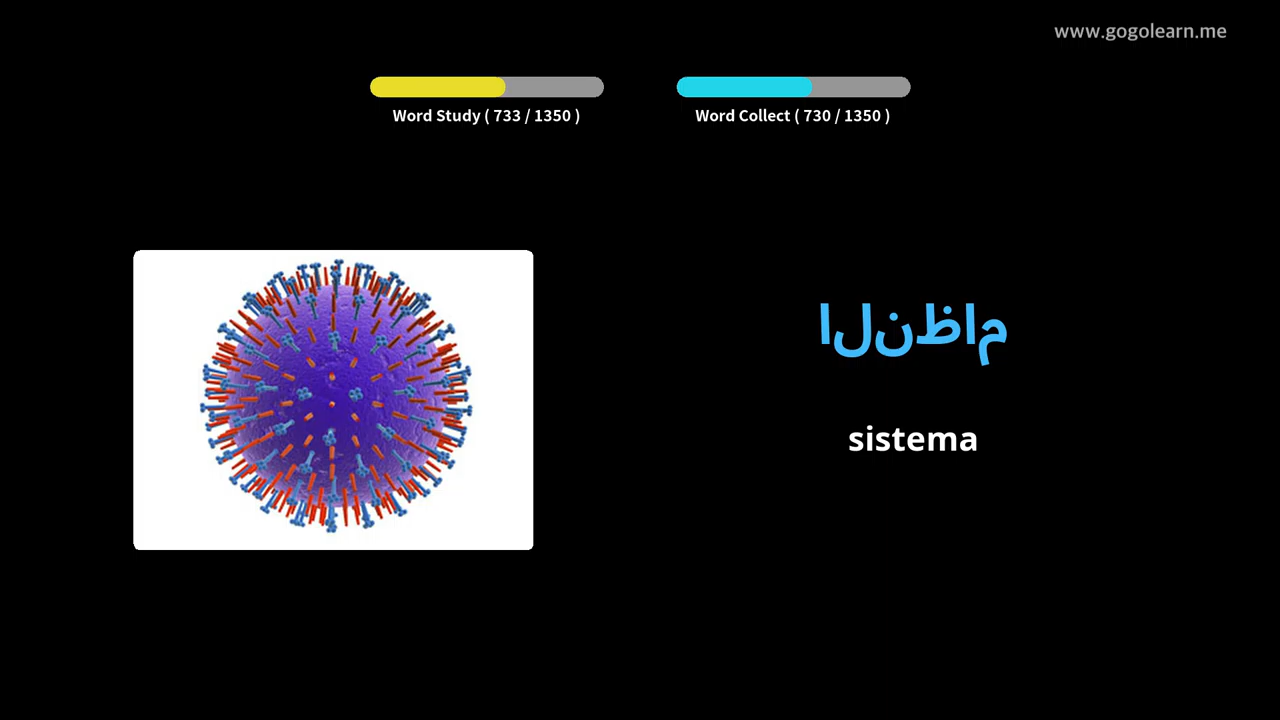 www.gogolearn.me
Word Study ( 733 / 1350 )
Word Collect ( 730 / 1350 )
النظام
sistema